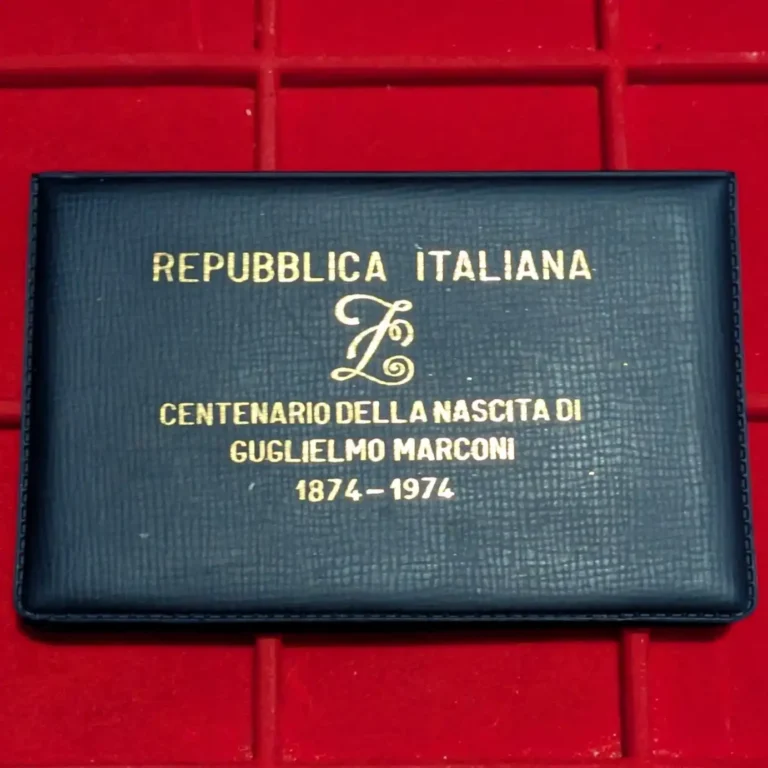 REPUBBLICA ITALIANA
CENTENARIO DELLA NASCITA DI
GUGLIELMO MARCONI
1874-1974